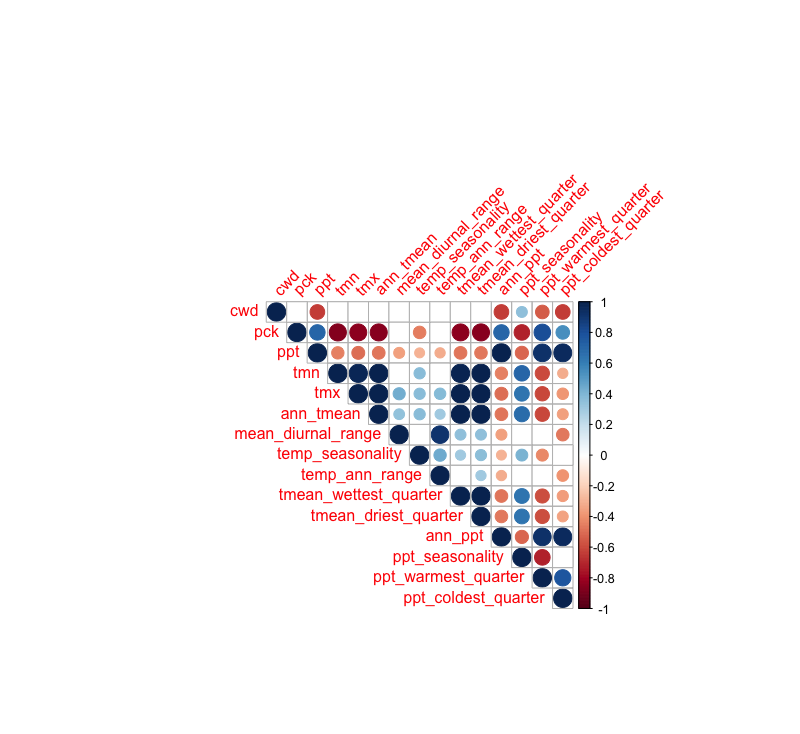 cwd
pck
ppt
tmn
tmx
ann_tmean
mean_diurnal_range
temp_seasonality
temp_ann_range
tmean_wettest_quarter
tmean_driest_quarter
ann_ppt
ppt_seasonality
ppt_warmest_quarter
ppt_coldest_quarter
cwd
pck
ppt
tmn
tmx
ann_tmean
mean_diurnal_range
temp_seasonality
temp_ann_range
tmean_wettest_quarter
tmean_driest_quarter
ann_ppt
ppt_seasonality
ppt_warmest_quarter
ppt_coldest_quarter
1
0.8
0.6
0.4
0.2
0
-0.2
-0.4
-0.6
-0.8
-1